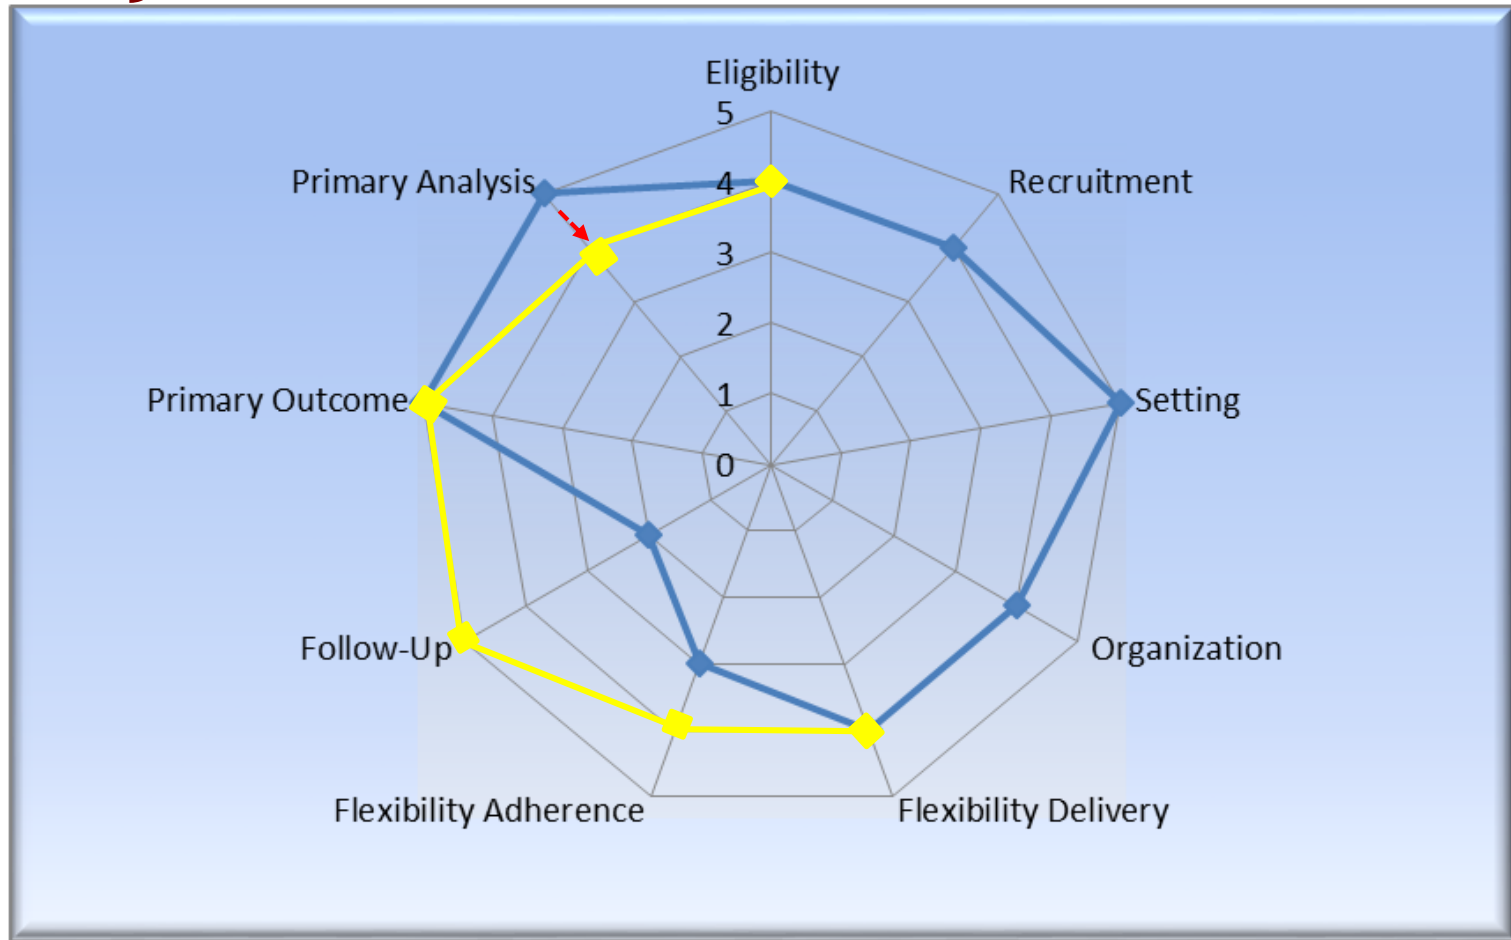 Eligibility
5
Primary Analysis
Recruitment
4
3
2
1
Primary Outcome
Setting
0
Follow-Up
Organization
Flexibility Adherence
Flexibility Delivery